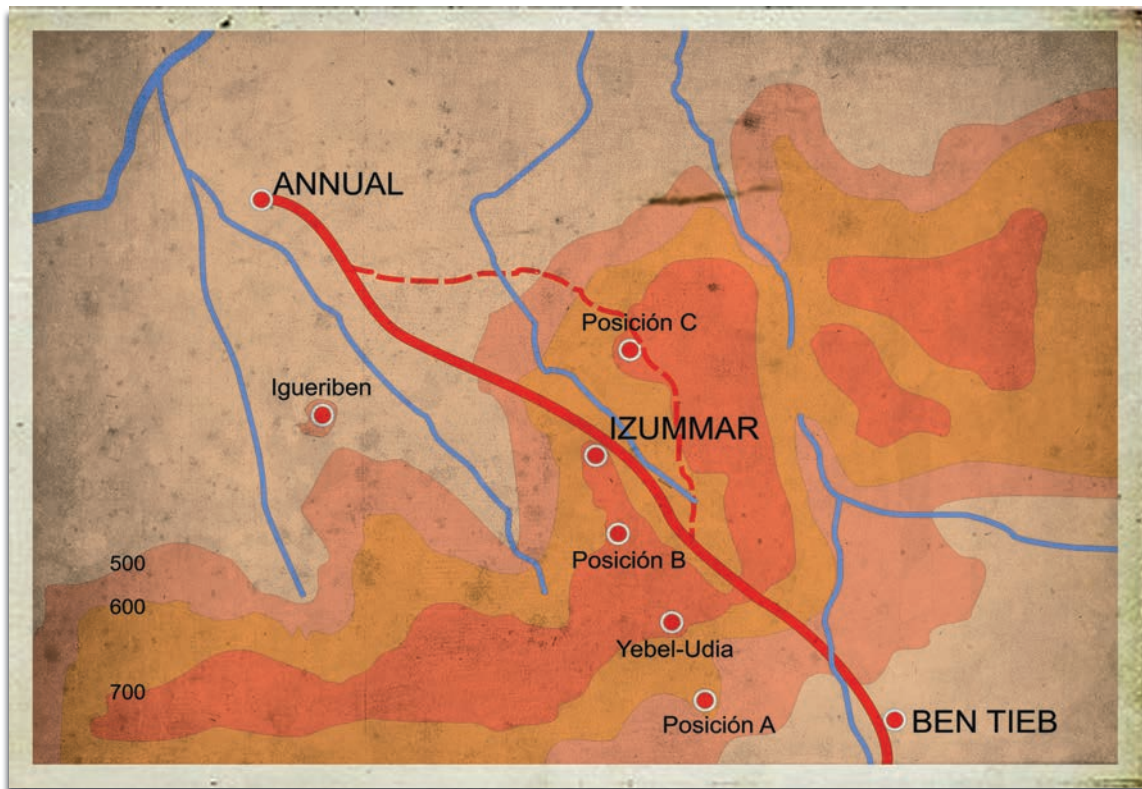 ANNUAL
Posición C
Igueriben
IZUMMAR
Posición B
500
600
Yebel-Udia
700
Posición A
BEN TIEB